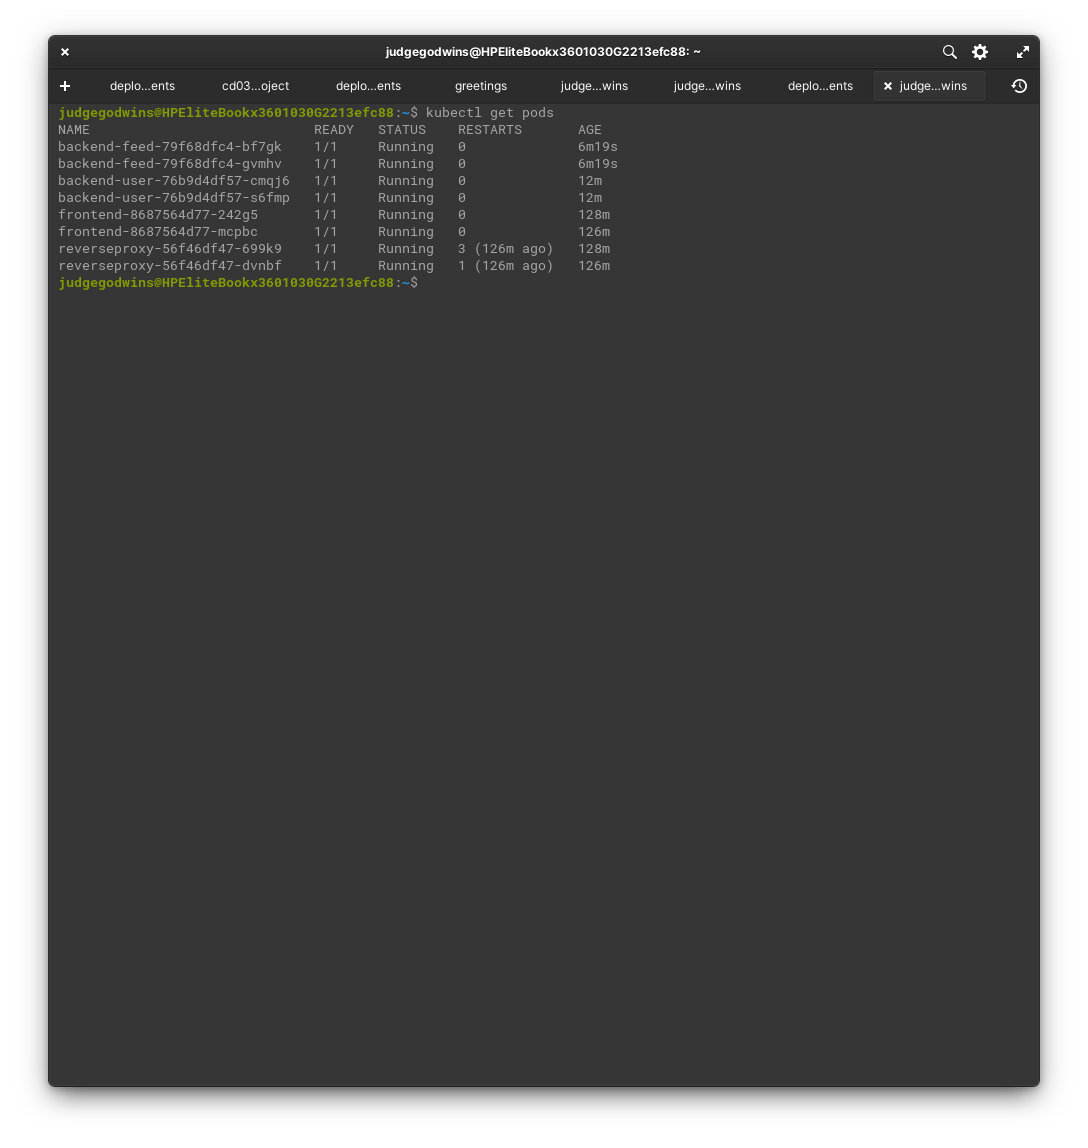 judgegodwins@HPEliteBookx3601030G2213efc88: ~
deplo...ents cd03...oject deplo...ents greetings judge...wins judge...wins deplo...ents judge...wins
judgegodwins@HPEliteBookx3601030G2213efc88:~$ kubectl get pods
NAME READY STATUS RESTARTS AGE
backend-feed-79f68dfc4-bf7gk 1/1 Running 0 6m19s
backend-feed-79f68dfc4-gvmhv 1/1 Running 0 6m19s
backend-user-76b9d4df57-cmqj6 1/1 Running 0 12m
backend-user-76b9d4df57-s6fmp 1/1 Running 0 12m
frontend-8687564d77-242g5 1/1 Running 0 128m
frontend-8687564d77-mcpbc 1/1 Running 0 126m
reverseproxy-56f46df47-699k9 1/1 Running 3 (126m ago) 128m
reverseproxy-56f46df47-dvnbf 1/1 Running 1 (126m ago) 126m
judgegodwins@HPEliteBookx3601030G2213efc88:~$